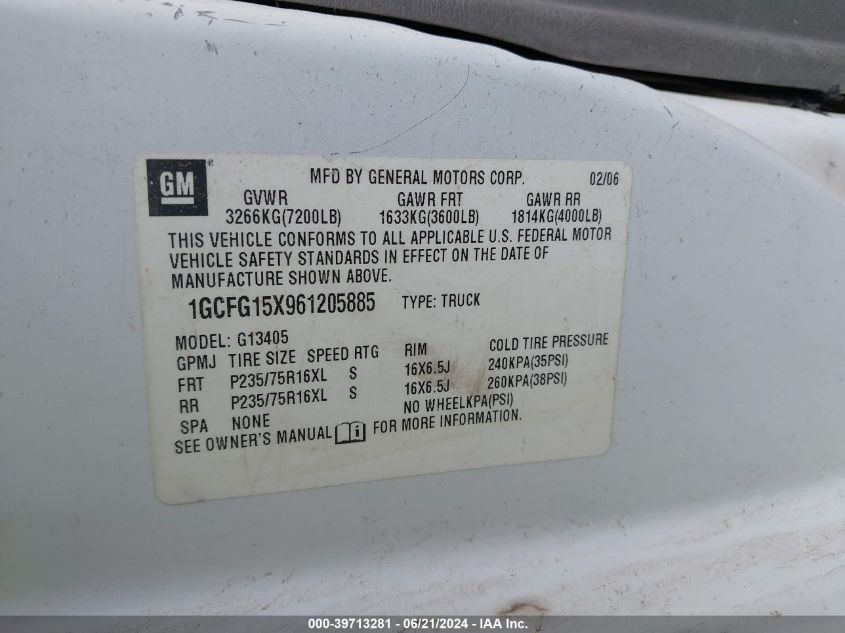 GM®
MFD BY GENERAL MOTORS CORP. 02/06
GVWR GAWR FRT GAWR RR
3266KG(7200LB) 1633KG(3600LB) 1814KG(4000LB)
THIS VEHICLE CONFORMS TO ALL APPLICABLE U.S. FEDERAL MOTOR
VEHICLE SAFETY STANDARDS IN EFFECT ON THE DATE OF
MANUFACTURE SHOWN ABOVE.
1GCFG15X961205885 TYPE: TRUCK
MODEL: G13405
GPMJ TIRE SIZE SPEED RTG RIM COLD TIRE PRESSURE
FRT P235/75R16XL S 16X6.5J 240KPA(35PSI)
RR P235/75R16XL S 16X6.5J 260KPA(38PSI)
SPA NONE NO WHEELKPA(PSI)
SEE OWNER'S MANUAL FOR MORE INFORMATION.
000-39713281 - 06/21/2024 - IAA Inc.